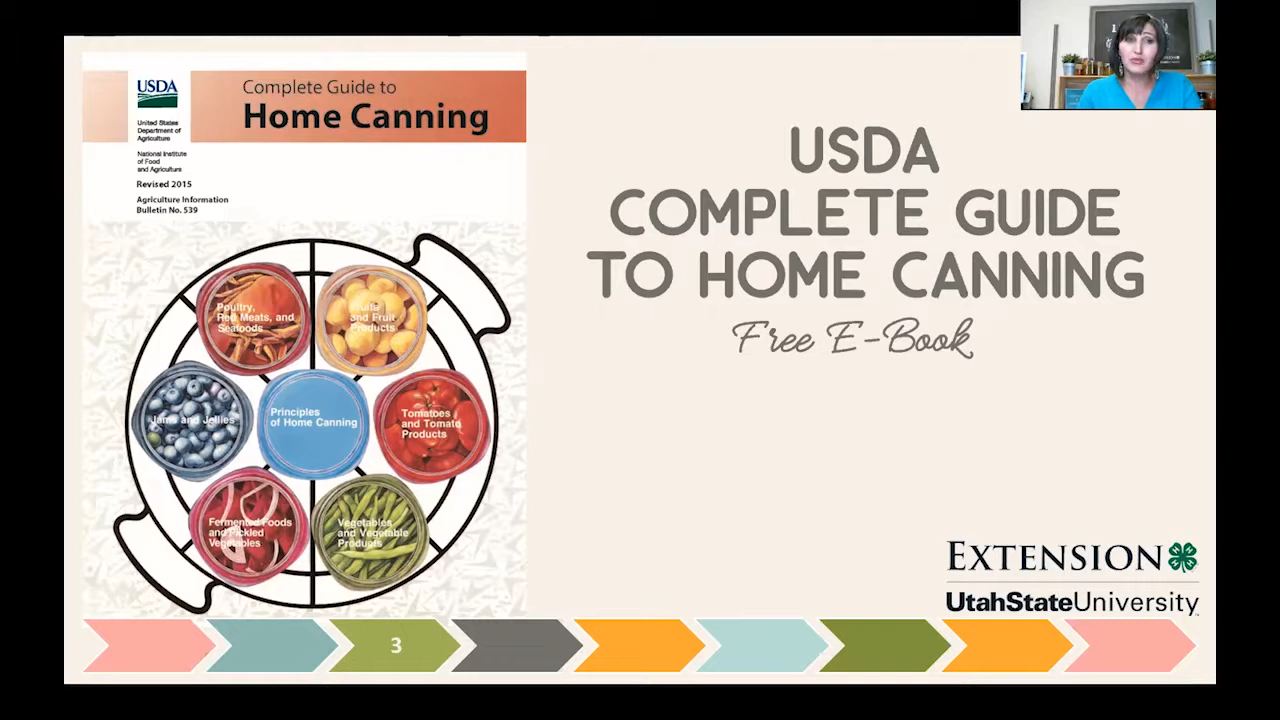 USDA
United States
Department of
Agriculture
National Institute
of Food
and Agriculture
Revised 2015
Agriculture Information
Bulletin No. 539
Complete Guide to
Home Canning
Poultry,
Red Meats, and
Seafoods
Fruits
and Fruit
Products
Jams and Jellies
Principles
of Home Canning
Tomatoes
and Tomato
Products
Fermented Foods
and Pickled
Vegetables
Vegetables
and Vegetable
Products
USDA
COMPLETE GUIDE
TO HOME CANNING
Free E-Book
EXTENSION
UtahStateUniversity
3